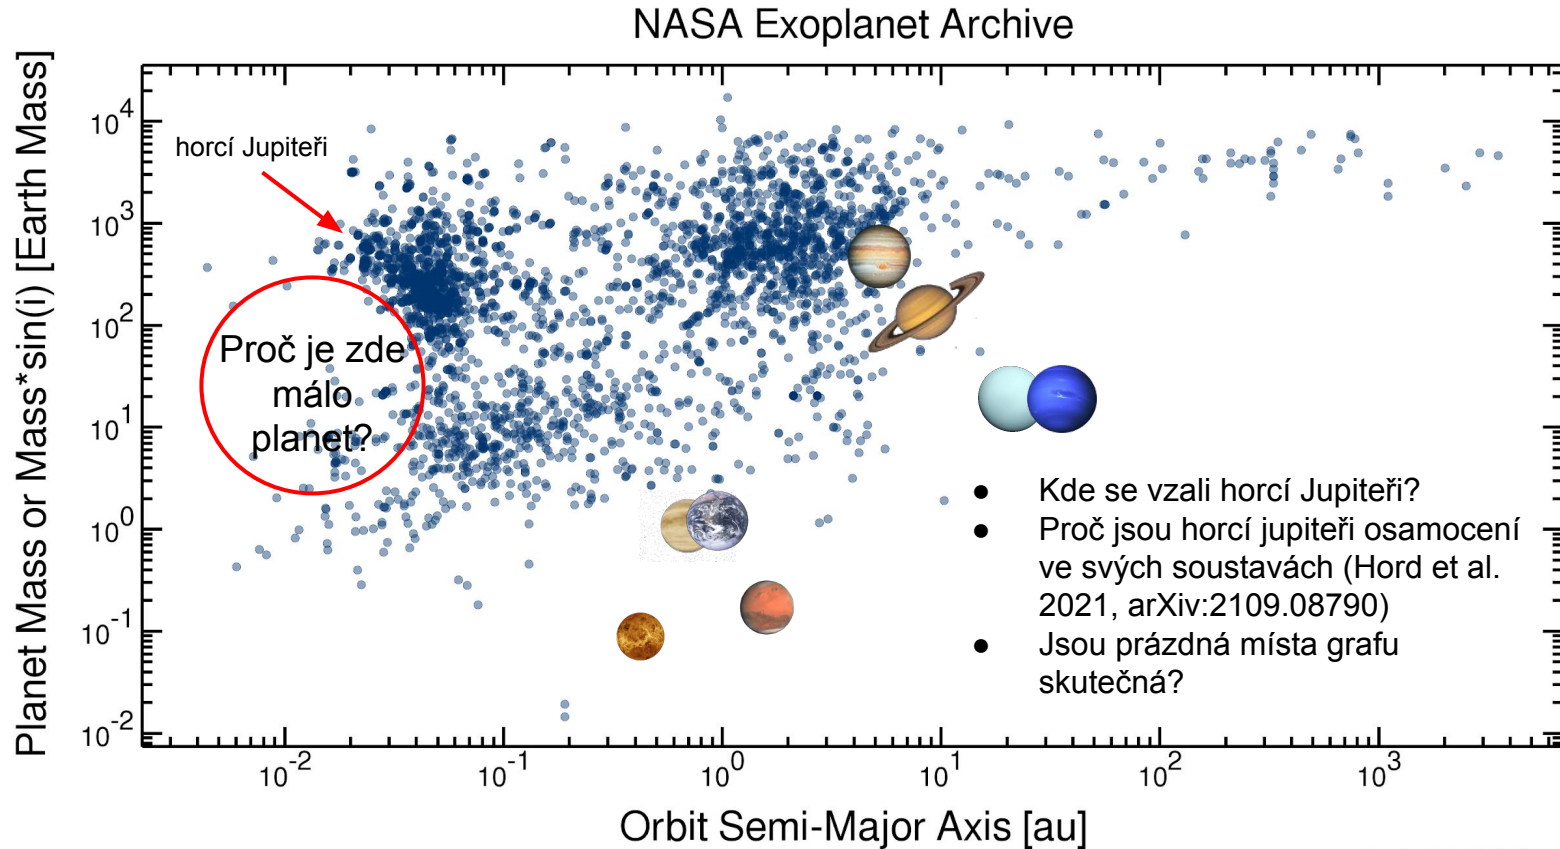 NASA Exoplanet Archive
Planet Mass or Mass*sin(i) [Earth Mass]
10^4
10^3
10^2
10^1
10^0
10^-1
10^-2
horcí Jupiteři
Proč je zde
málo
planet?
● Kde se vzali horcí Jupiteři?
● Proč jsou horcí jupiteři osamocení
ve svých soustavách (Hord et al.
2021, arXiv:2109.08790)
● Jsou prázdná místa grafu
skutečná?
10^-2 10^-1 10^0 10^1 10^2 10^3
Orbit Semi-Major Axis [au]